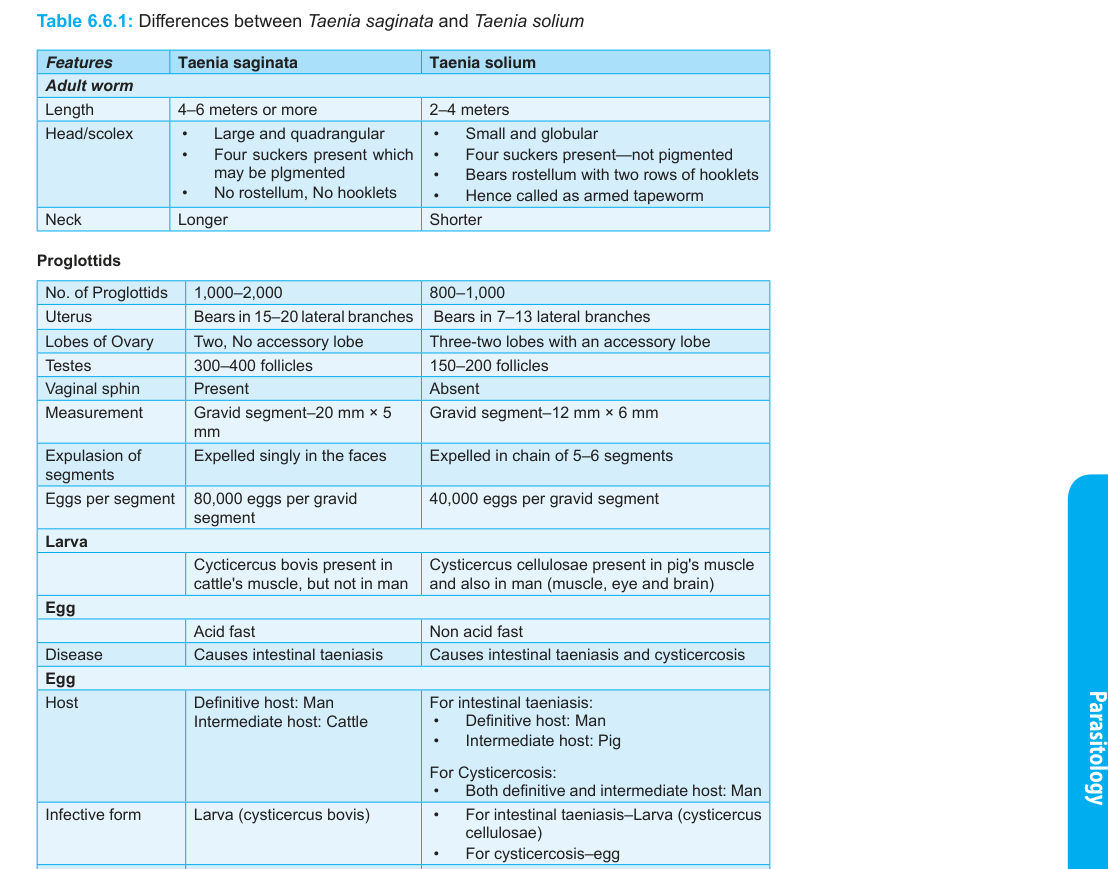 Table 6.6.1: Differences between Taenia saginata and Taenia solium
Features Taenia saginata Taenia solium
Adult worm
Length 4–6 meters or more 2–4 meters
Head/scolex
• Large and quadrangular
• Four suckers present which
may be plgmented
• No rostellum, No hooklets
• Small and globular
• Four suckers present—not pigmented
• Bears rostellum with two rows of hooklets
• Hence called as armed tapeworm
Neck Longer Shorter
Proglottids
No. of Proglottids 1,000–2,000 800–1,000
Uterus Bears in 15–20 lateral branches Bears in 7–13 lateral branches
Lobes of Ovary Two, No accessory lobe Three-two lobes with an accessory lobe
Testes 300–400 follicles 150–200 follicles
Vaginal sphin Present Absent
Measurement Gravid segment–20 mm × 5
mm
Gravid segment–12 mm × 6 mm
Expulasion of
segments
Expelled singly in the faces Expelled in chain of 5–6 segments
Eggs per segment 80,000 eggs per gravid
segment
40,000 eggs per gravid segment
Larva
Cycticercus bovis present in
cattle's muscle, but not in man
Cysticercus cellulosae present in pig's muscle
and also in man (muscle, eye and brain)
Egg
Acid fast Non acid fast
Disease Causes intestinal taeniasis Causes intestinal taeniasis and cysticercosis
Egg
Host Definitive host: Man
Intermediate host: Cattle
For intestinal taeniasis:
• Definitive host: Man
• Intermediate host: Pig
For Cysticercosis:
• Both definitive and intermediate host: Man
Infective form Larva (cysticercus bovis)
• For intestinal taeniasis–Larva (cysticercus
cellulosae)
• For cysticercosis–egg
Parasitology